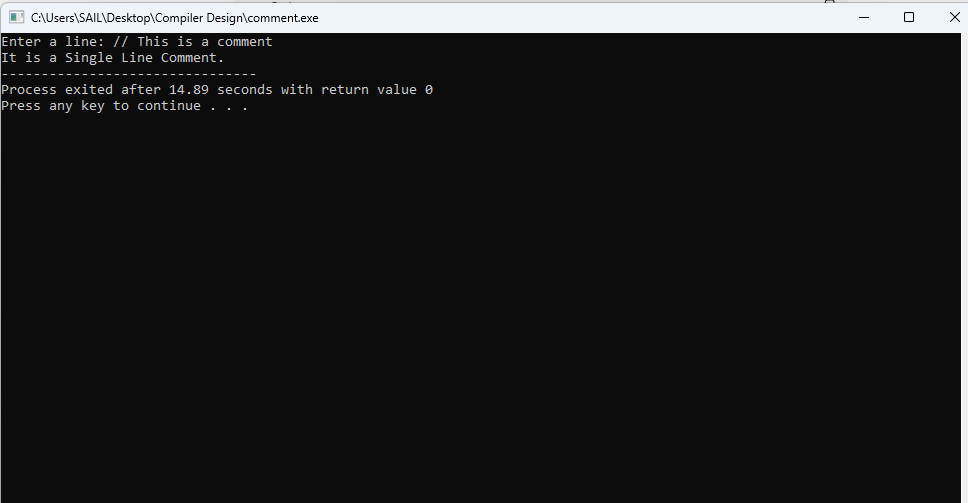 C:\Users\SAIL\Desktop\Compiler Design\comment.exe
Enter a line: // This is a comment
It is a Single Line Comment.
--------------------------------
Process exited after 14.89 seconds with return value 0
Press any key to continue . . .